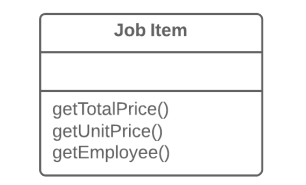 Job Item
getTotalPrice()
getUnitPrice()
getEmployee()